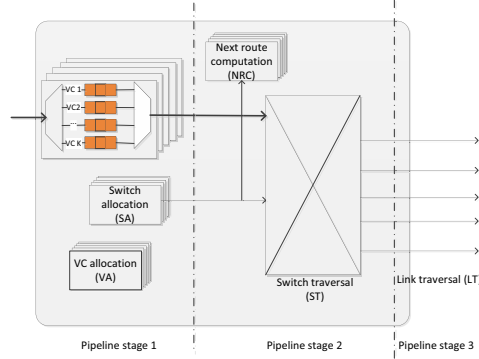 Next route
computation
(NRC)
VC 1
VC2
...
VC K
Switch
allocation
(SA)
VC allocation
(VA)
Switch traversal
(ST)
Link traversal (LT)
Pipeline stage 1
Pipeline stage 2
Pipeline stage 3